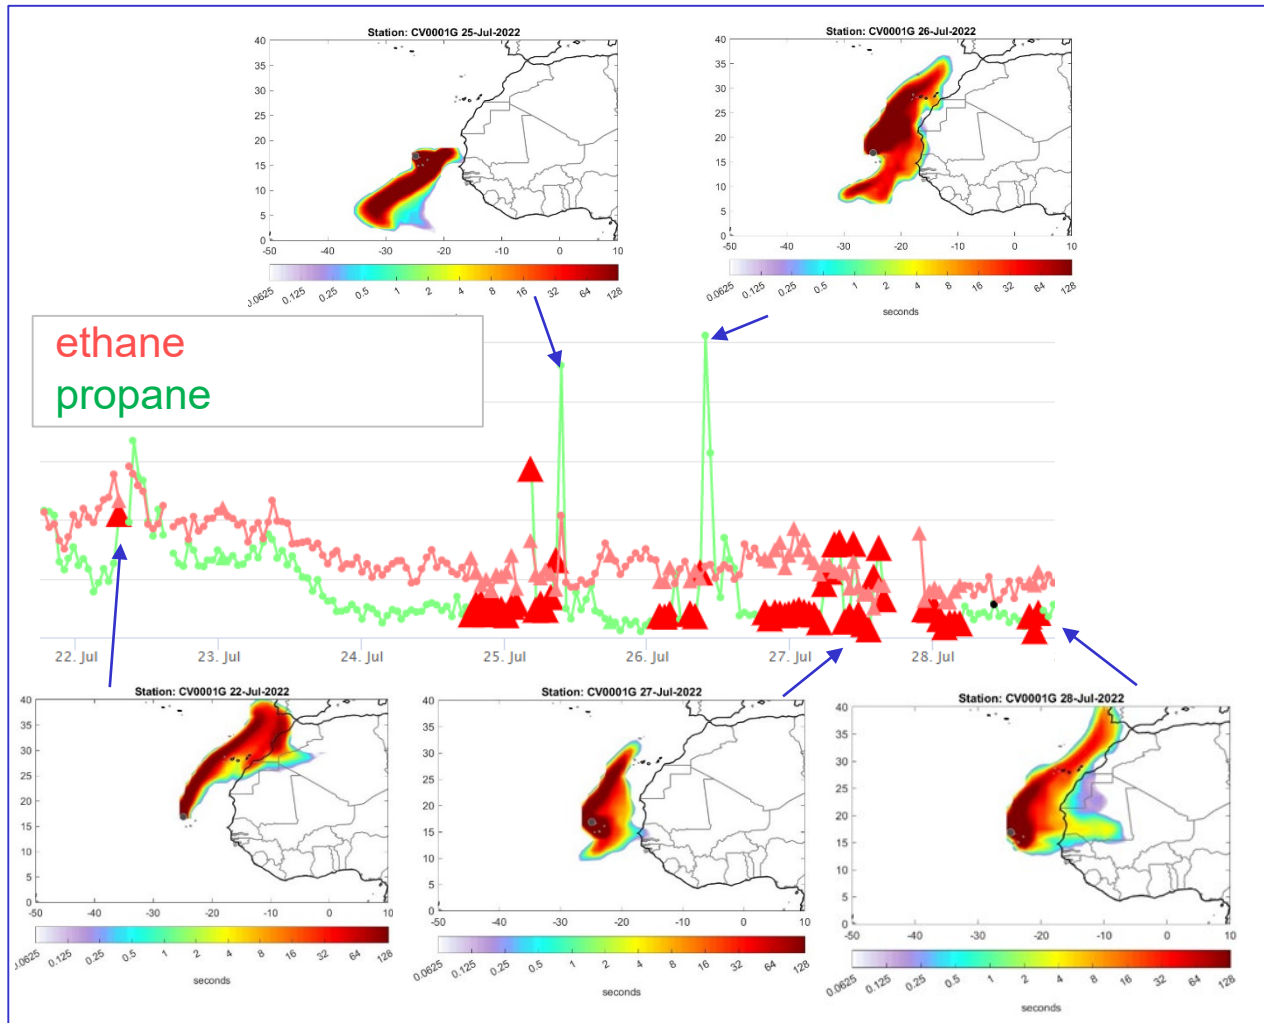 Station: CV0001G 25-Jul-2022
40
35
30
25
20
15
10
5
0
-50 -40 -30 -20 -10 0 10
0.0625 0.125 0.25 0.5 1 2 4 8 16 32 64 128
Station: CV0001G 26-Jul-2022
40
35
30
25
20
15
10
5
0
-50 -40 -30 -20 -10 0 10
0.0625 0.125 0.25 0.5 1 2 4 8 16 32 64 128
seconds
ethane
propane
22. Jul 23. Jul 24. Jul 25. Jul 26. Jul 27. Jul 28. Jul
Station: CV0001G 22-Jul-2022
40
35
30
25
20
15
10
5
0
-50 -40 -30 -20 -10 0 10
.0625 0.125 0.25 0.5 1 2 4 8 16 32 64 128
seconds
Station: CV0001G 27-Jul-2022
40
35
30
25
20
15
10
5
0
-50 -40 -30 -20 -10 0 10
0.0625 0.125 0.25 0.5 1 2 4 8 16 32 64 128
seconds
Station: CV0001G 28-Jul-2022
40
35
30
25
20
15
10
5
0
-50 -40 -30 -20 -10 0 10
0.0625 0.125 0.25 0.5 1 2 4 8 16 32 64 128
seconds